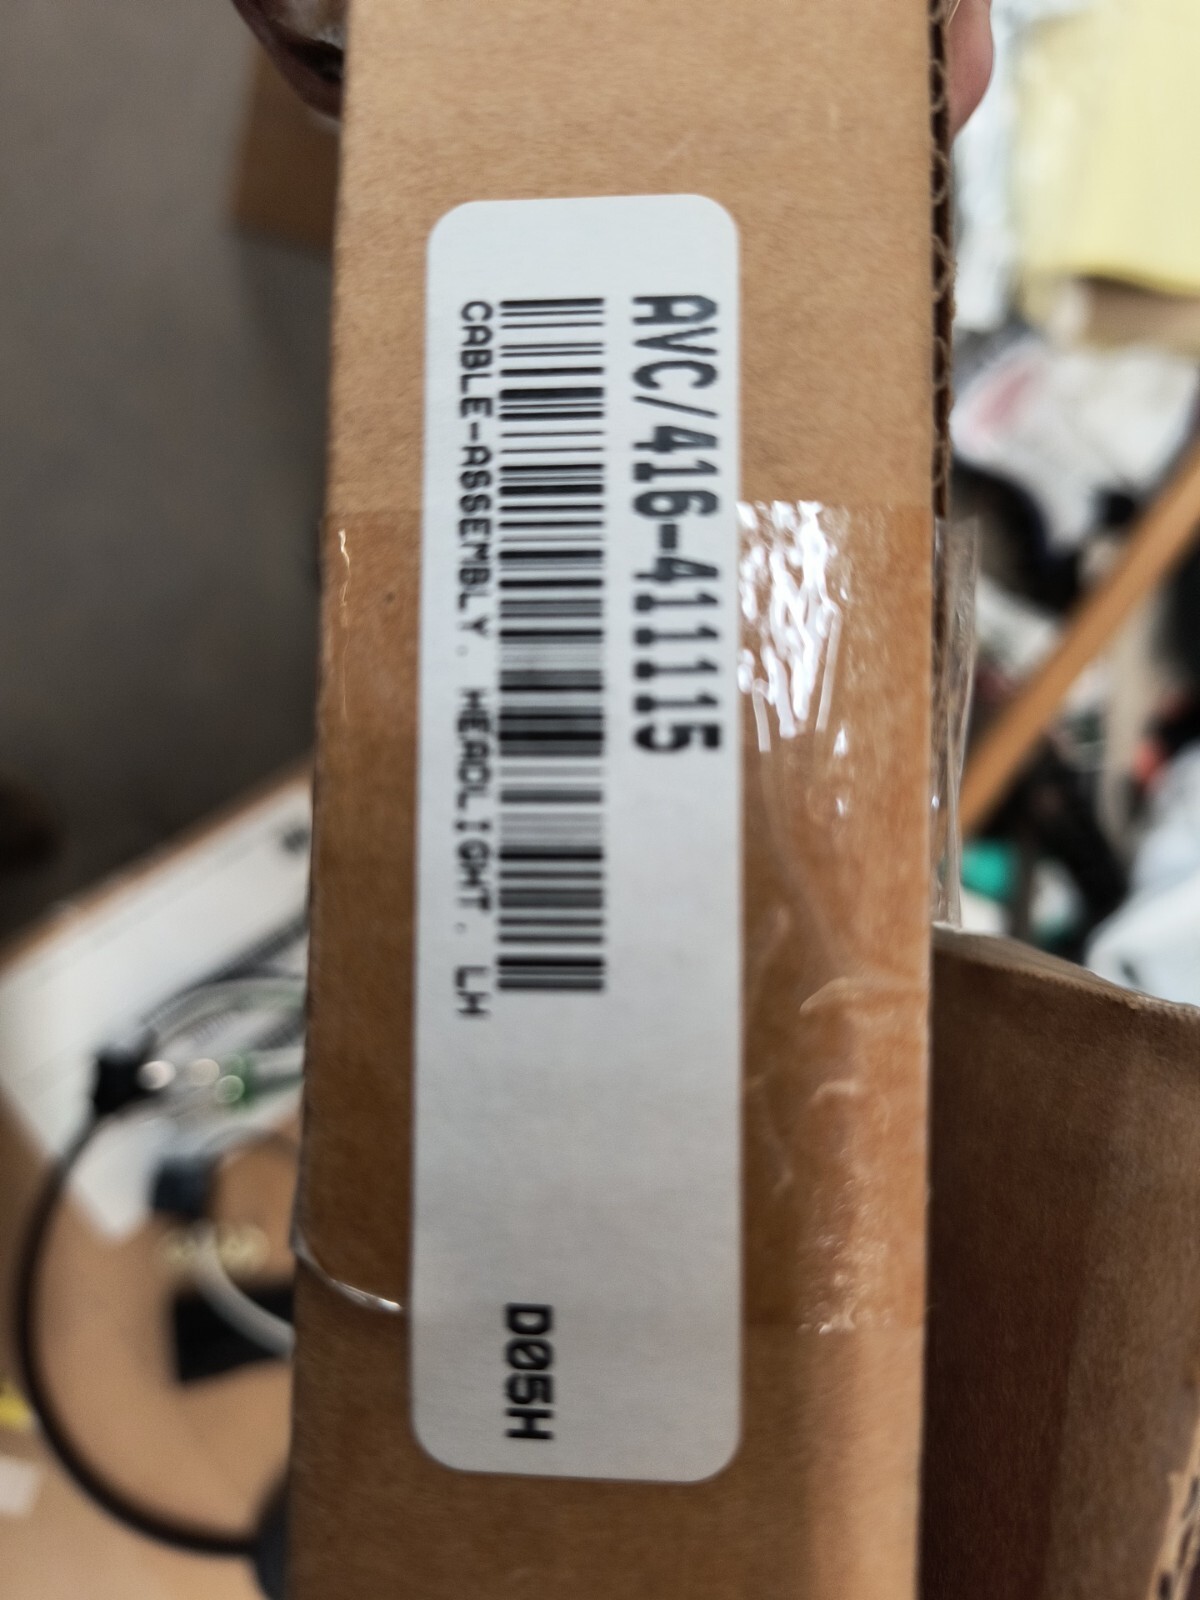 AVC/416-411115
CABLE-ASSEMBLY. HEADLIGHT. LH
D05H